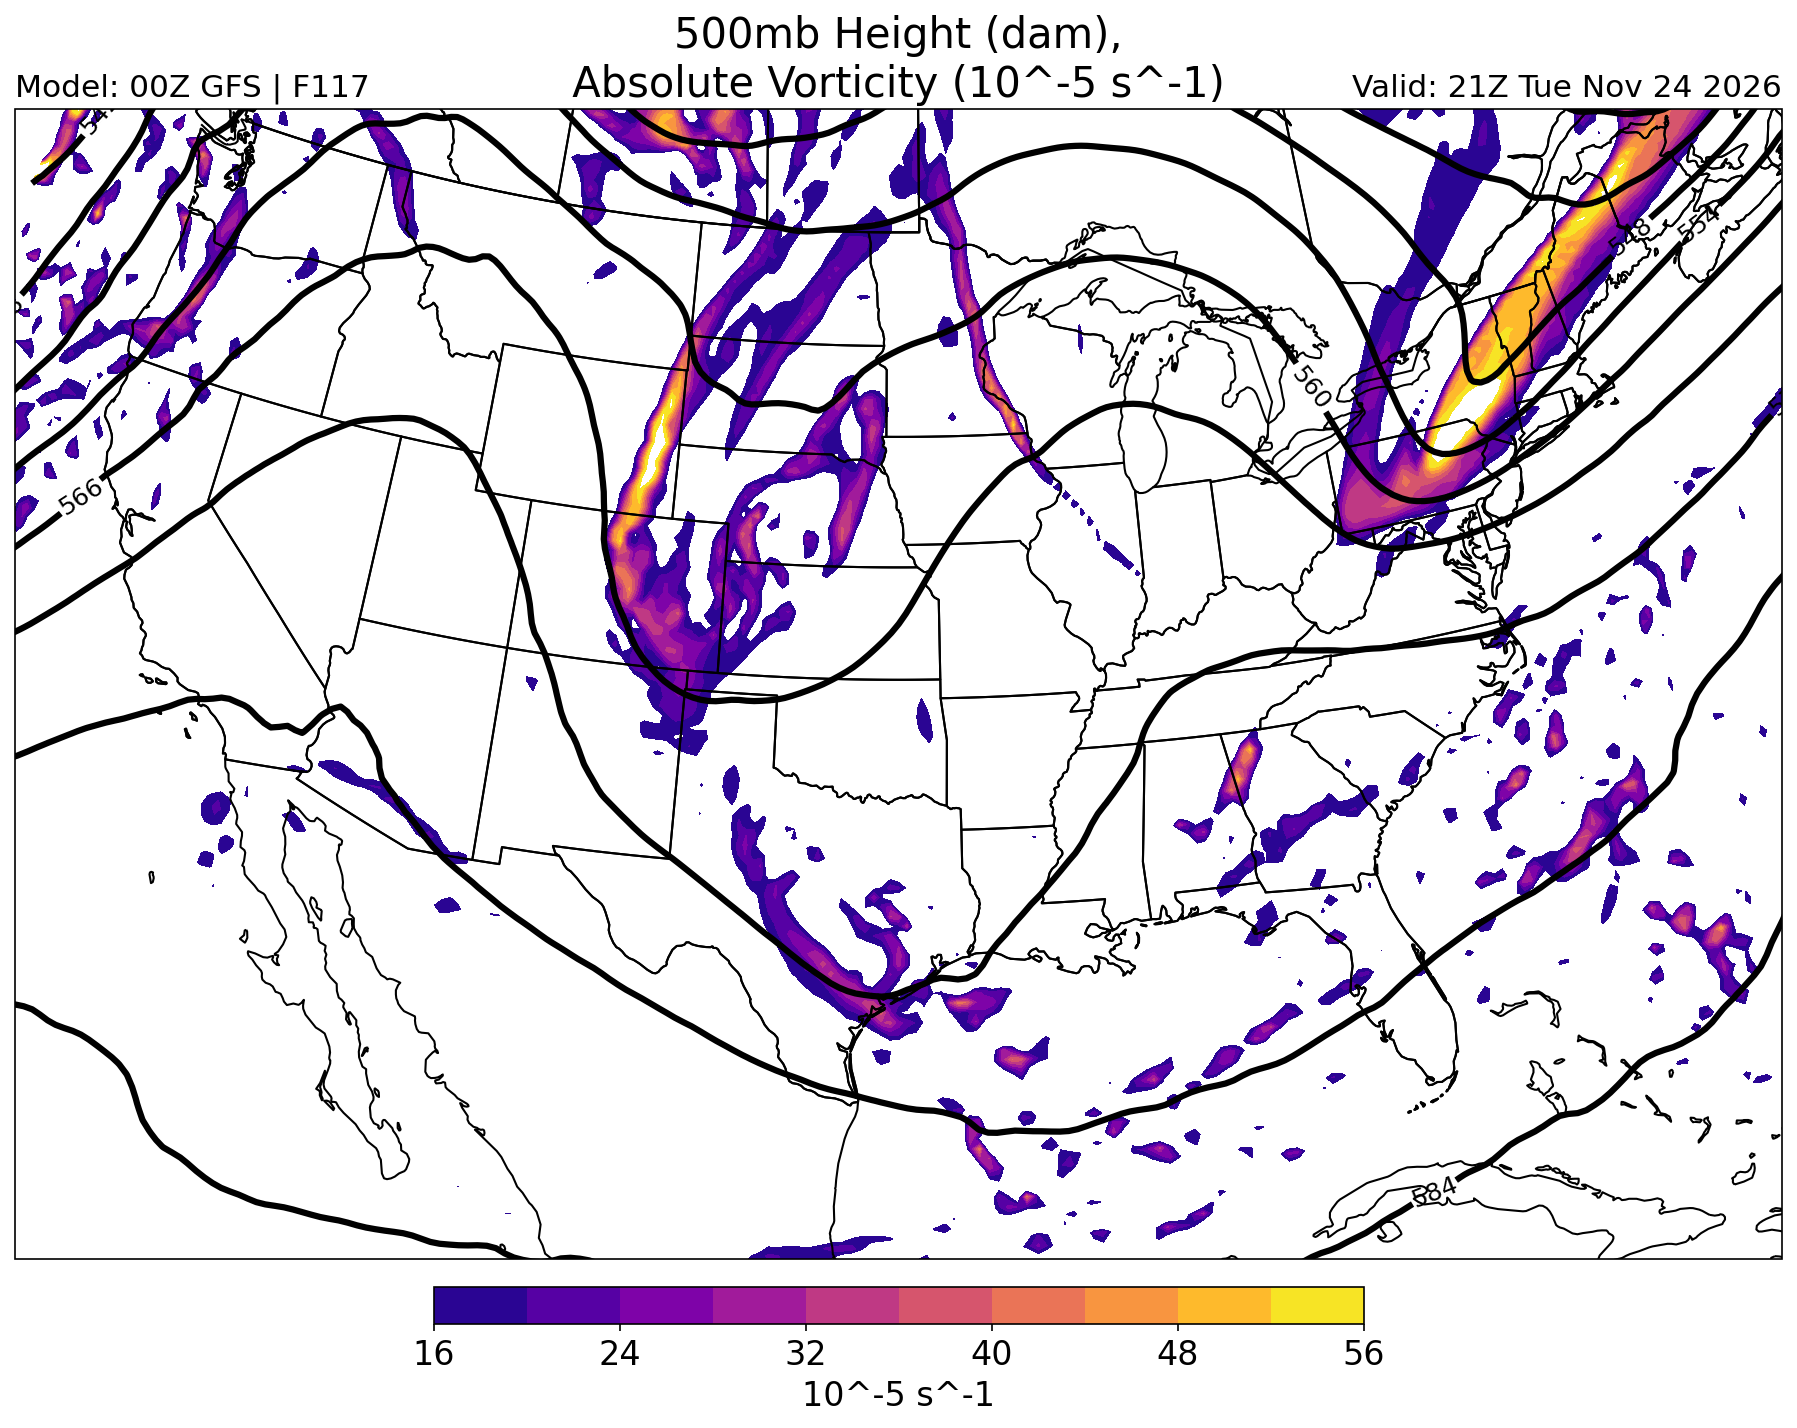 500mb Height (dam),
Absolute Vorticity (10^-5 s^-1)
Model: 00Z GFS | F117
Valid: 21Z Tue Nov 24 2026
548
554
560
566
584
16 24 32 40 48 56
10^-5 s^-1